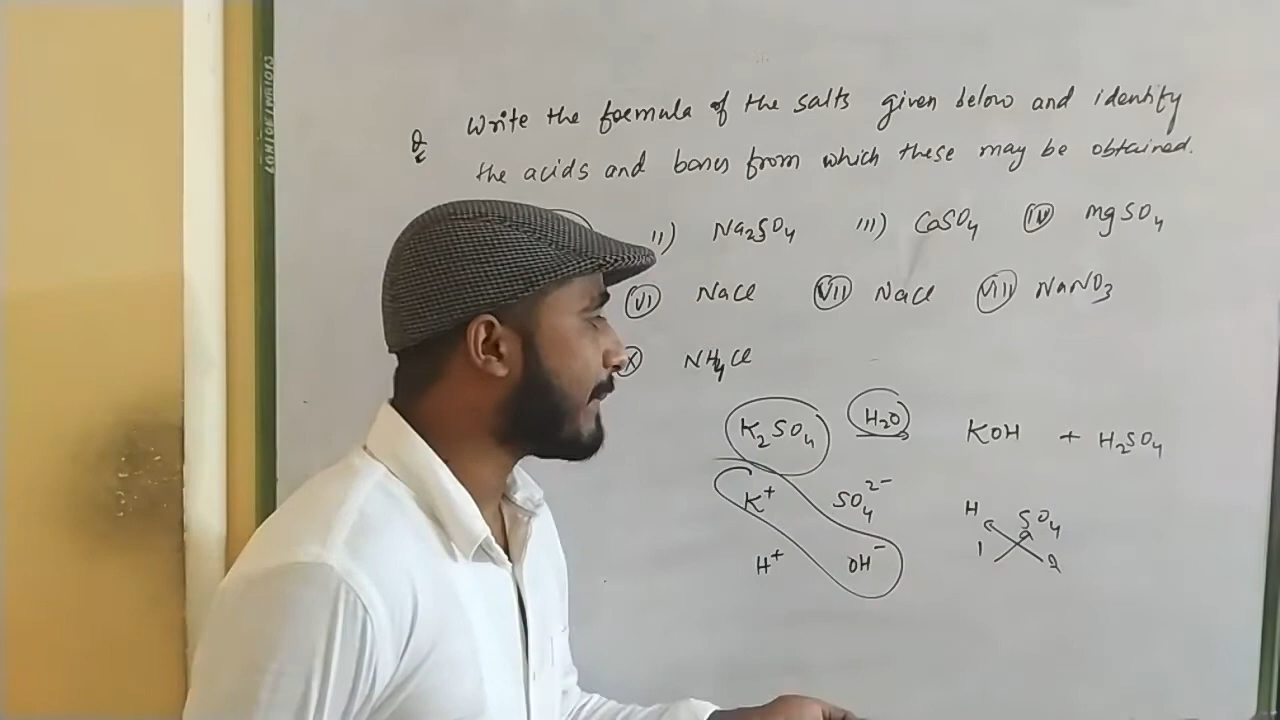 Q Write the formula of the salts given below and identify
the acids and bases from which these may be obtained.
ii) Na2SO4 iii) CaSO4 iv mgSO4
vi NaCl vii NaCl viii NaNO3
x NH4Cl
K2SO4 H2O KOH + H2SO4
K+ SO4 2-
H SO4
H+ OH-
1 2